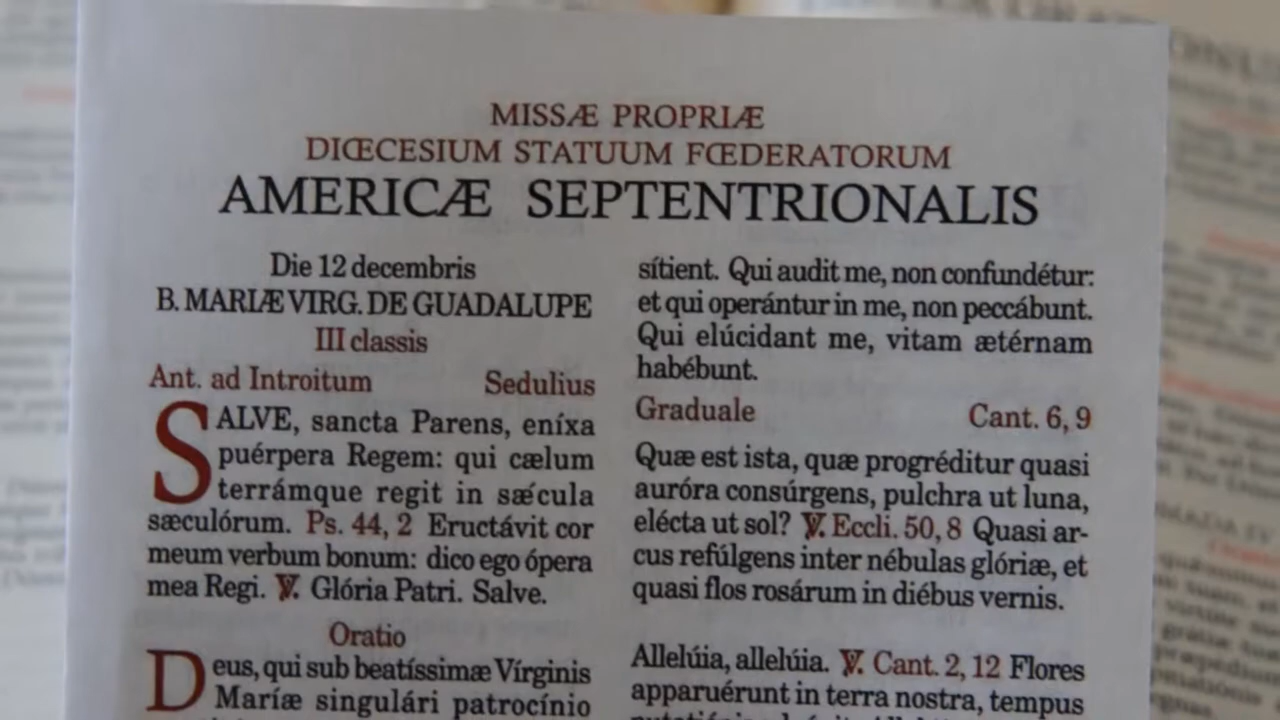 MISSÆ PROPRIÆ
DIŒCESIUM STATUUM FŒDERATORUM
AMERICÆ SEPTENTRIONALIS
Die 12 decembris
B. MARIÆ VIRG. DE GUADALUPE
III classis
Ant. ad Introitum Sedulius
SALVE, sancta Parens, eníxa
puérpera Regem: qui cælum
terrámque regit in sǽcula
sæculórum. Ps. 44, 2 Eructávit cor
meum verbum bonum: dico ego ópera
mea Regi. ℣. Glória Patri. Salve.
Oratio
Deus, qui sub beatíssimæ Vírginis
Maríæ singulári patrocínio
sítient. Qui audit me, non confundétur:
et qui operántur in me, non peccábunt.
Qui elúcidant me, vitam ætérnam
habébunt.
Graduale Cant. 6, 9
Quæ est ista, quæ progréditur quasi
auróra consúrgens, pulchra ut luna,
elécta ut sol? ℣. Eccli. 50, 8 Quasi ar-
cus refúlgens inter nébulas glóriæ, et
quasi flos rosárum in diébus vernis.
Allelúia, allelúia. ℣. Cant. 2, 12 Flores
apparuérunt in terra nostra, tempus